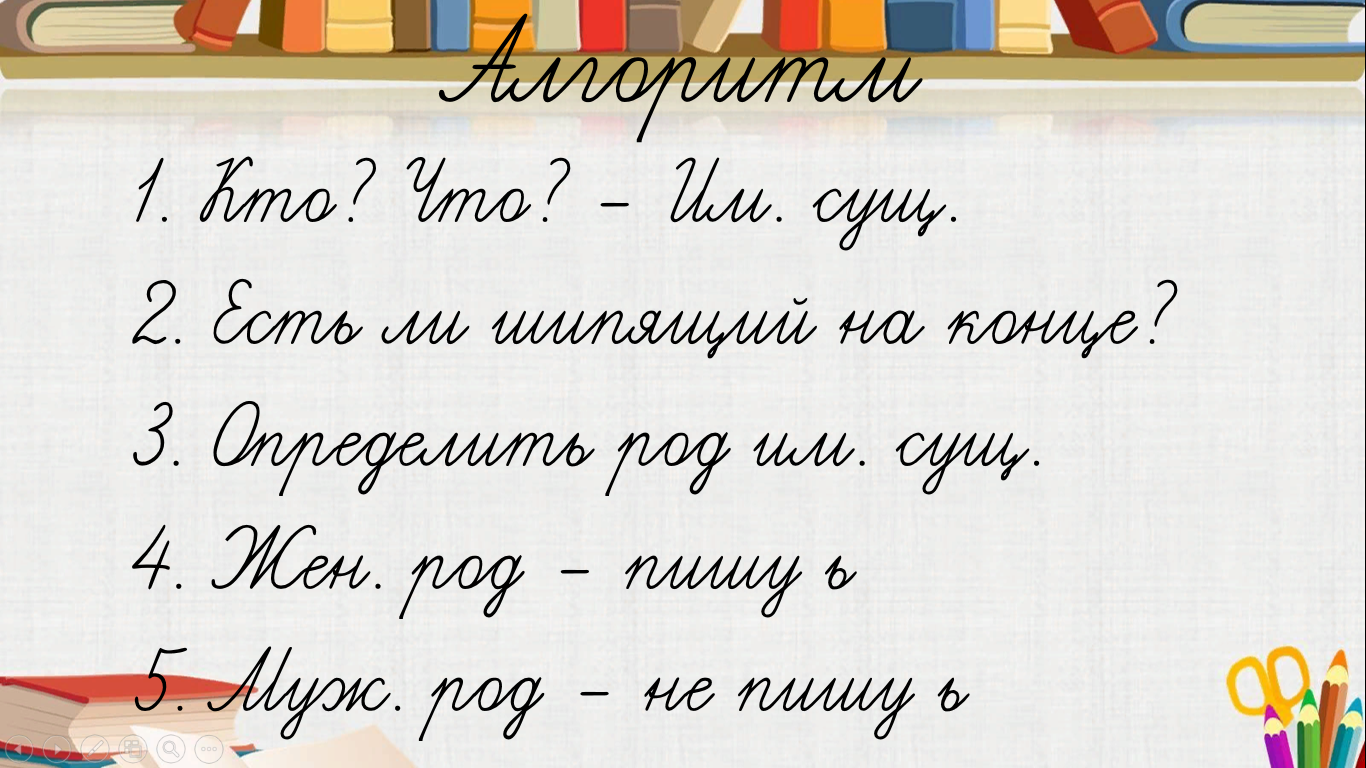 Алгоритм
1. Кто? Что? – Им. сущ.
2. Есть ли шипящий на конце?
3. Определить род им. сущ.
4. Жен. род – пишу ь
5. Муж. род – не пишу ь